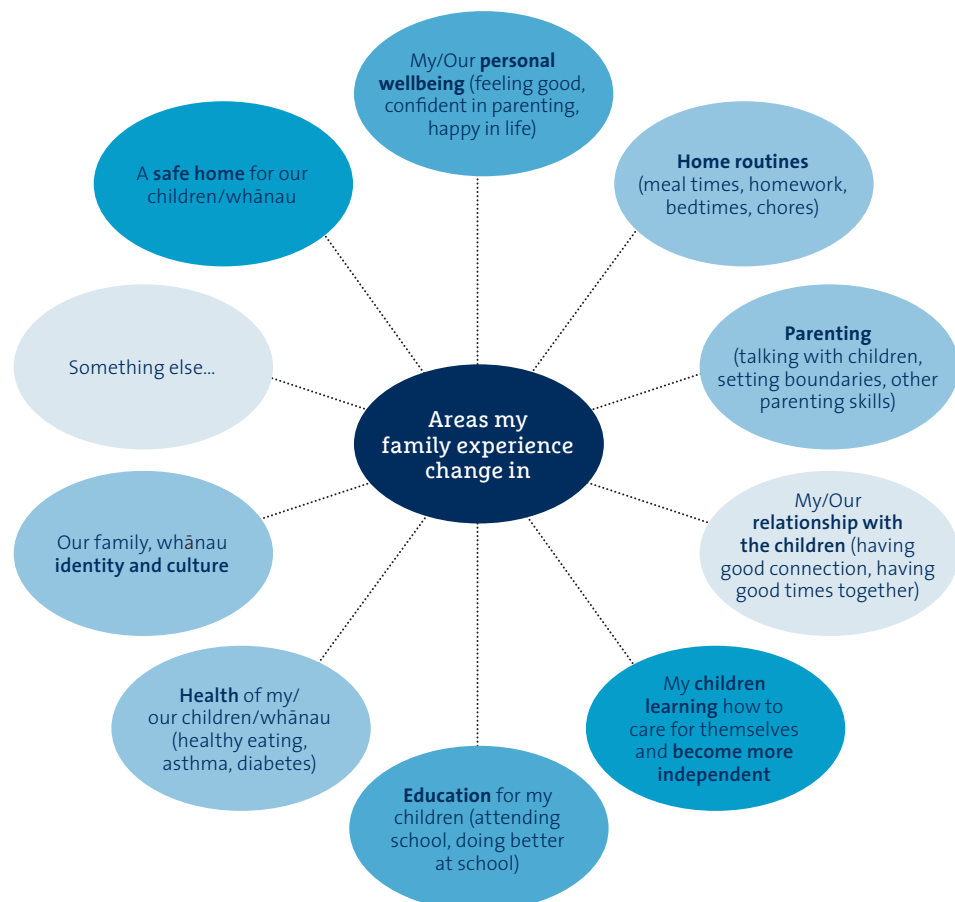 My/Our personal
wellbeing (feeling good,
confident in parenting,
happy in life)
Home routines
(meal times, homework,
bedtimes, chores)
Parenting
(talking with children,
setting boundaries, other
parenting skills)
My/Our
relationship with
the children (having
good connection, having
good times together)
My children
learning how to
care for themselves
and become more
independent
Education for my
children (attending
school, doing better
at school)
Health of my/
our children/whānau
(healthy eating,
asthma, diabetes)
Our family, whānau
identity and culture
Something else...
A safe home for our
children/whānau
Areas my
family experience
change in